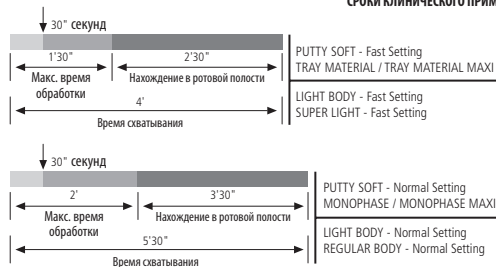 СРОКИ КЛИНИЧЕСКОГО ПРИМ
30" секунд
1'30" 2'30"
Макс. время обработки
Нахождение в ротовой полости
4'
Время схватывания
PUTTY SOFT - Fast Setting
TRAY MATERIAL / TRAY MATERIAL MAXI
LIGHT BODY - Fast Setting
SUPER LIGHT - Fast Setting
30" секунд
2' 3'30"
Макс. время обработки
Нахождение в ротовой полости
5'30"
Время схватывания
PUTTY SOFT - Normal Setting
MONOPHASE / MONOPHASE MAXI
LIGHT BODY - Normal Setting
REGULAR BODY - Normal Setting